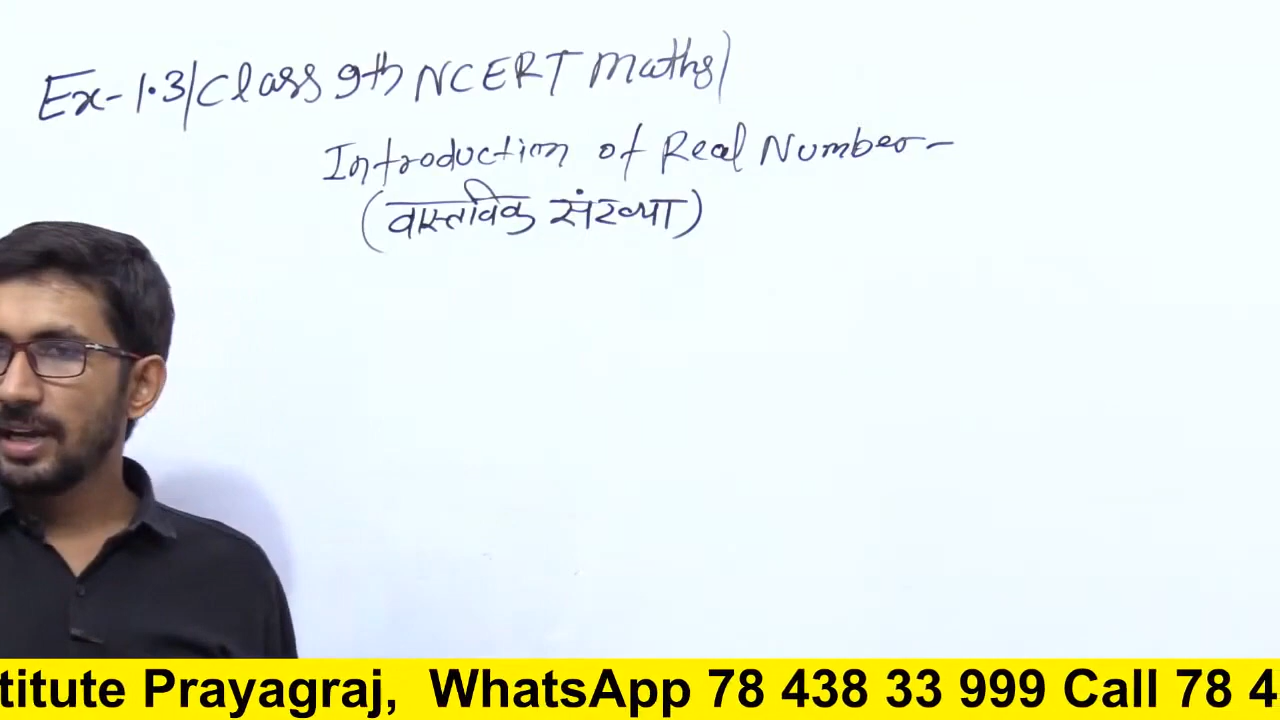 Ex-1.3/Class 9th NCERT Maths/
Introduction of Real Number-
(वास्तविक संख्या)
titute Prayagraj, WhatsApp 78 438 33 999 Call 78 4